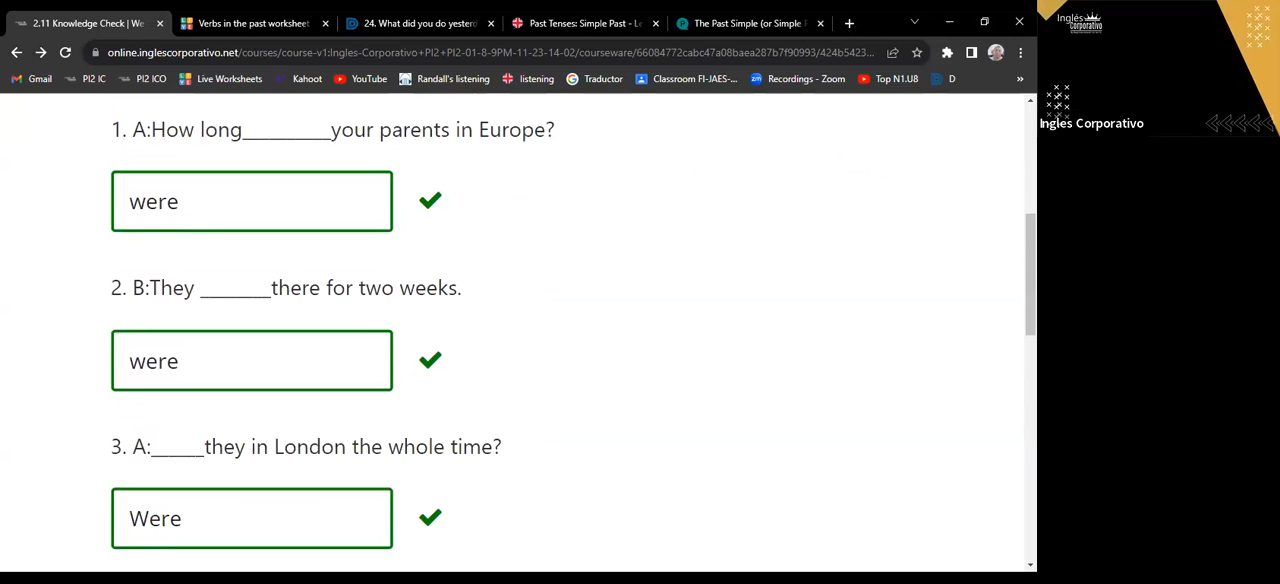 2.11 Knowledge Check | We
Verbs in the past worksheet
24. What did you do yesterd
Past Tenses: Simple Past - Le
The Past Simple (or Simple P
online.inglescorporativo.net/courses/course-v1:Ingles-Corporativo+PI2+PI2-01-8-9PM-11-23-14-02/courseware/66084772cabc47a08baea287b7f90993/424b5423...
Gmail
PI2 IC
PI2 ICO
Live Worksheets
Kahoot
YouTube
Randall's listening
listening
Traductor
Classroom FI-JAES-...
Recordings - Zoom
Top N1.U8
D
»
Inglés
Corporativo
Ingles Corporativo
1. A:How long__________your parents in Europe?
were
2. B:They ________there for two weeks.
were
3. A:______they in London the whole time?
Were